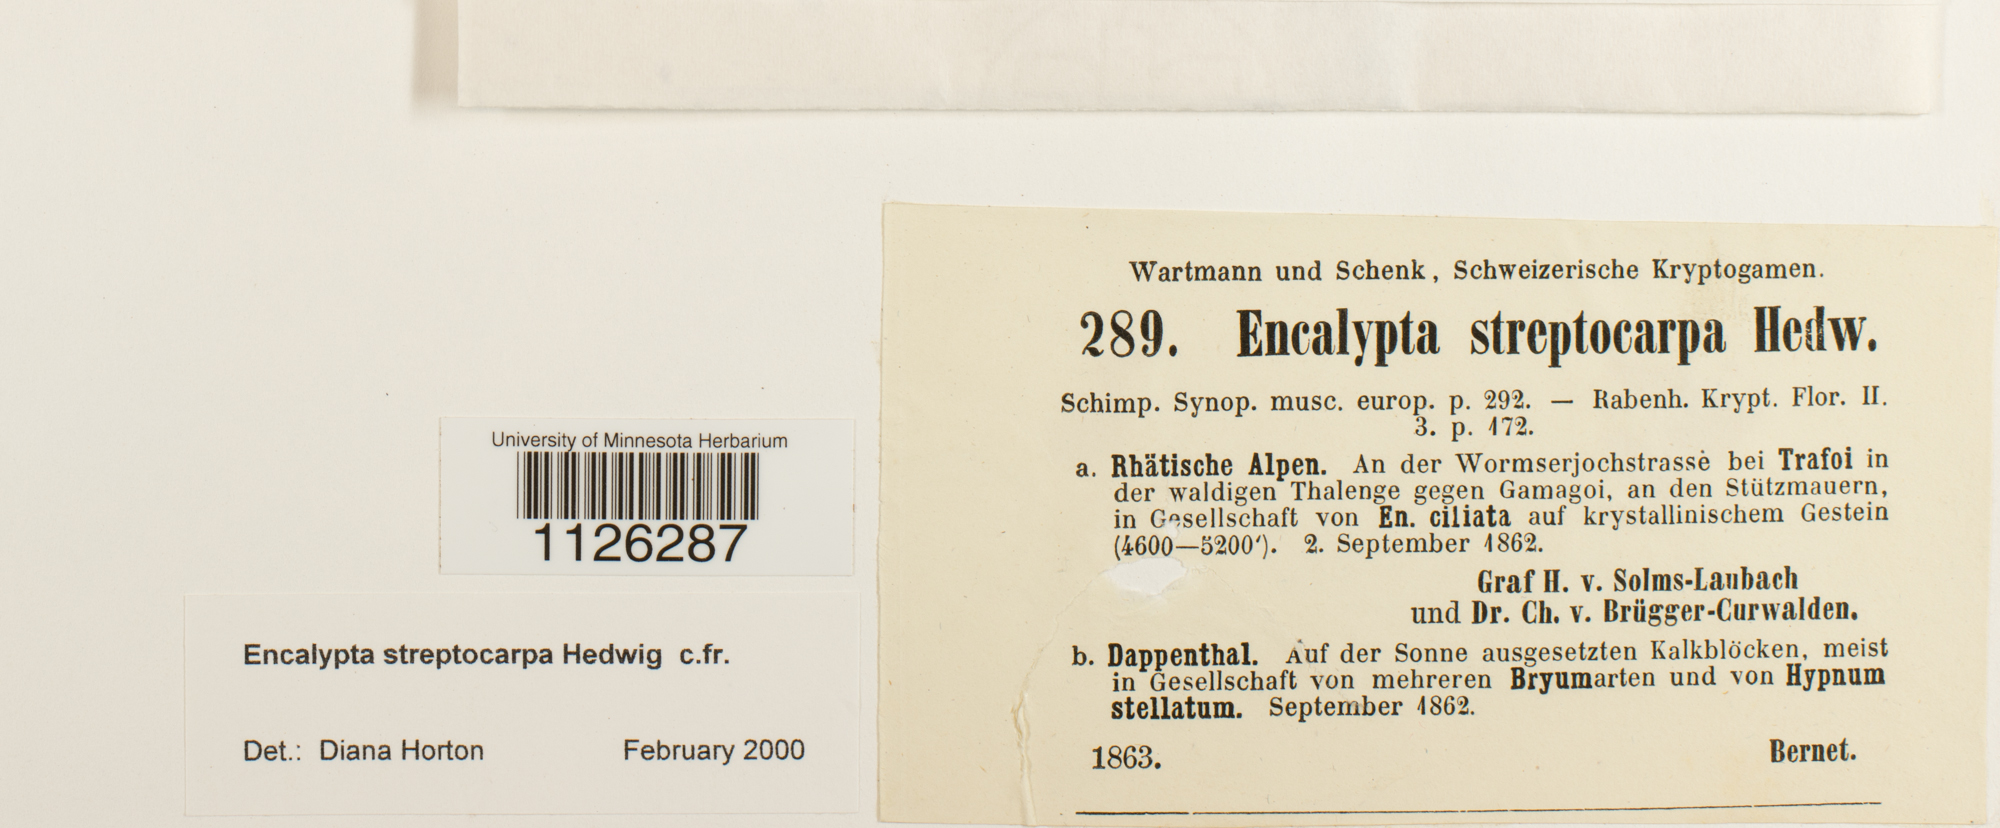 Wartmann und Schenk, Schweizerische Kryptogamen.
289. Encalypta streptocarpa Hedw.
Schimp. Synop. musc. europ. p. 292. — Rabenh. Krypt. Flor. II.
3. p. 172.
a. Rhätische Alpen. An der Wormserjochstrasse bei Trafoi in
der waldigen Thalenge gegen Gamagoi, an den Stützmauern,
in Gesellschaft von En. ciliata auf krystallinischem Gestein
(4600—5200'). 2. September 1862.
Graf H. v. Solms-Laubach
und Dr. Ch. v. Brügger-Curwalden.
b. Dappenthal. Auf der Sonne ausgesetzten Kalkblöcken, meist
in Gesellschaft von mehreren Bryumarten und von Hypnum
stellatum. September 1862.
1863. Bernet.
University of Minnesota Herbarium
1126287
Encalypta streptocarpa Hedwig c.fr.
Det.: Diana Horton February 2000